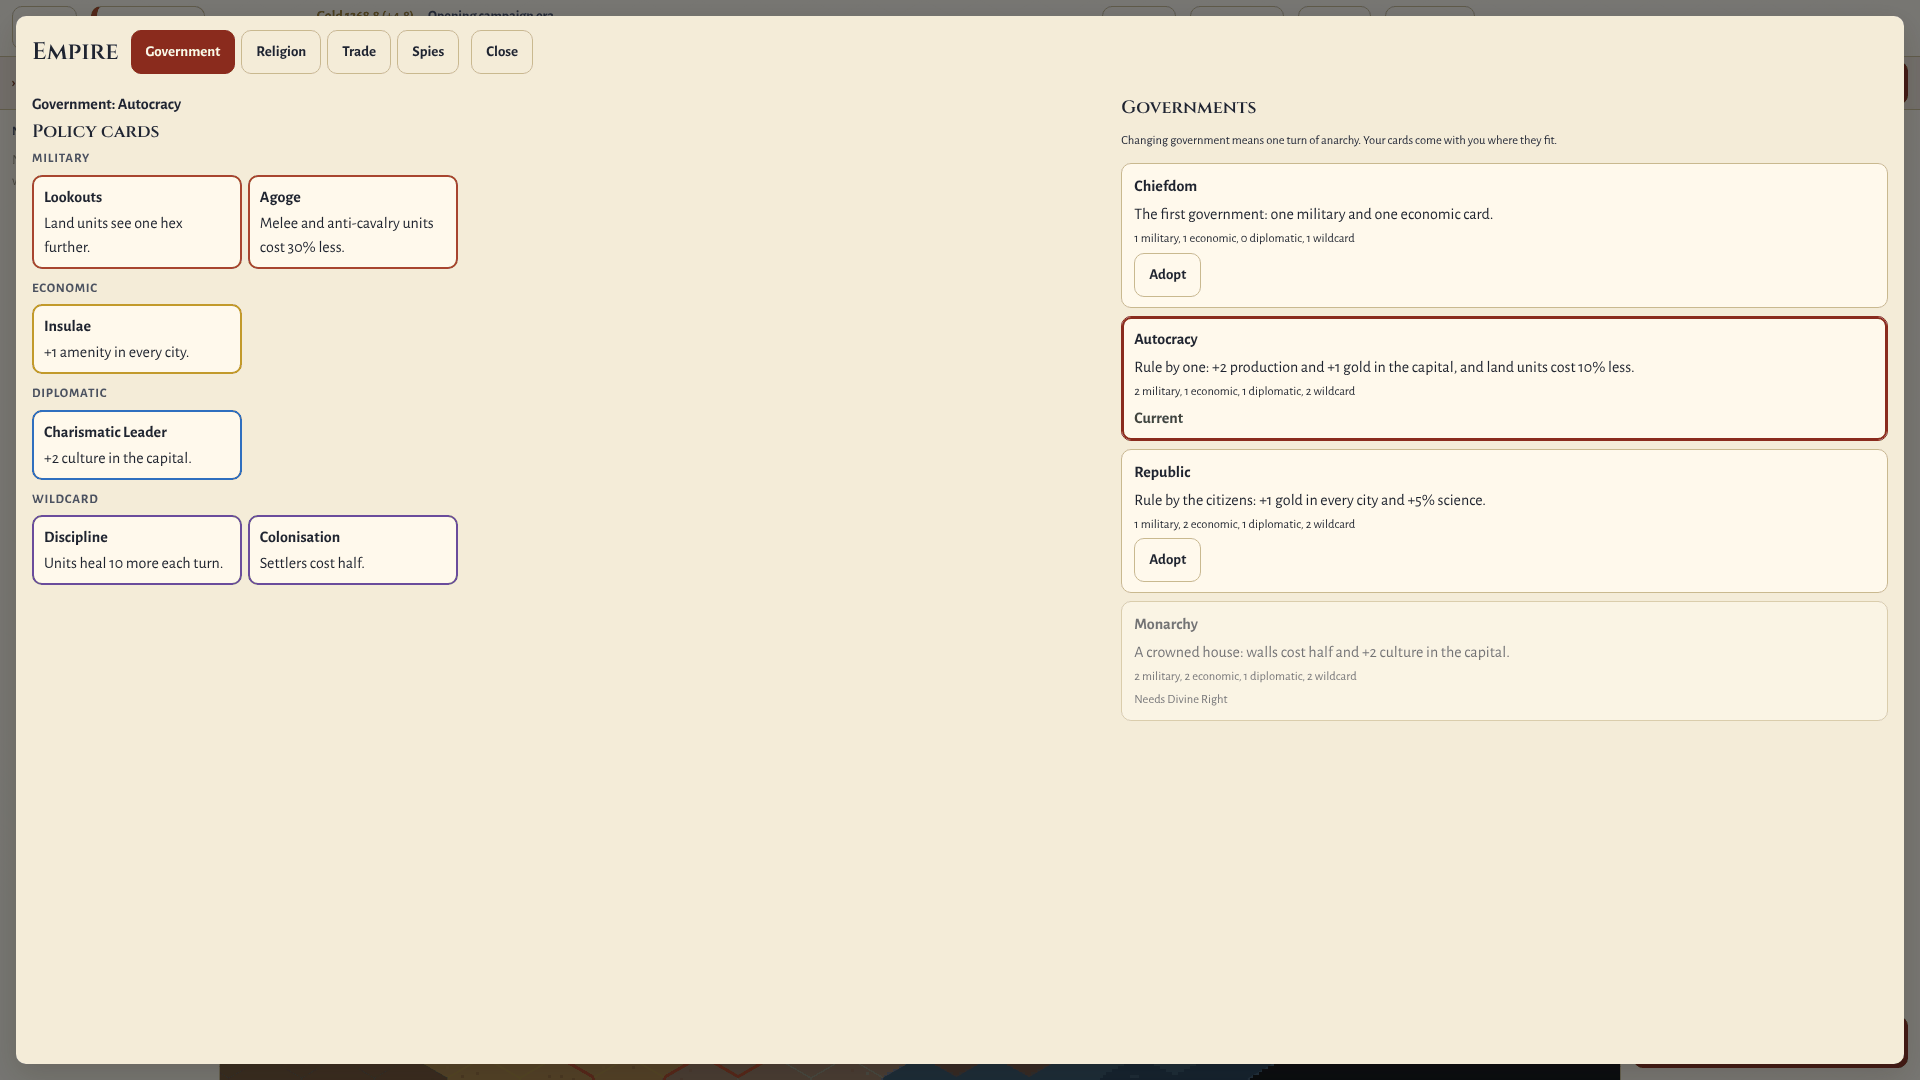 Empire
Government
Religion
Trade
Spies
Close
Government: Autocracy
Policy cards
MILITARY
Lookouts
Land units see one hex
further.
Agoge
Melee and anti-cavalry units
cost 30% less.
ECONOMIC
Insulae
+1 amenity in every city.
DIPLOMATIC
Charismatic Leader
+2 culture in the capital.
WILDCARD
Discipline
Units heal 10 more each turn.
Colonisation
Settlers cost half.
Governments
Changing government means one turn of anarchy. Your cards come with you where they fit.
Chiefdom
The first government: one military and one economic card.
1 military, 1 economic, 0 diplomatic, 1 wildcard
Adopt
Autocracy
Rule by one: +2 production and +1 gold in the capital, and land units cost 10% less.
2 military, 1 economic, 1 diplomatic, 2 wildcard
Current
Republic
Rule by the citizens: +1 gold in every city and +5% science.
1 military, 2 economic, 1 diplomatic, 2 wildcard
Adopt
Monarchy
A crowned house: walls cost half and +2 culture in the capital.
2 military, 2 economic, 1 diplomatic, 2 wildcard
Needs Divine Right